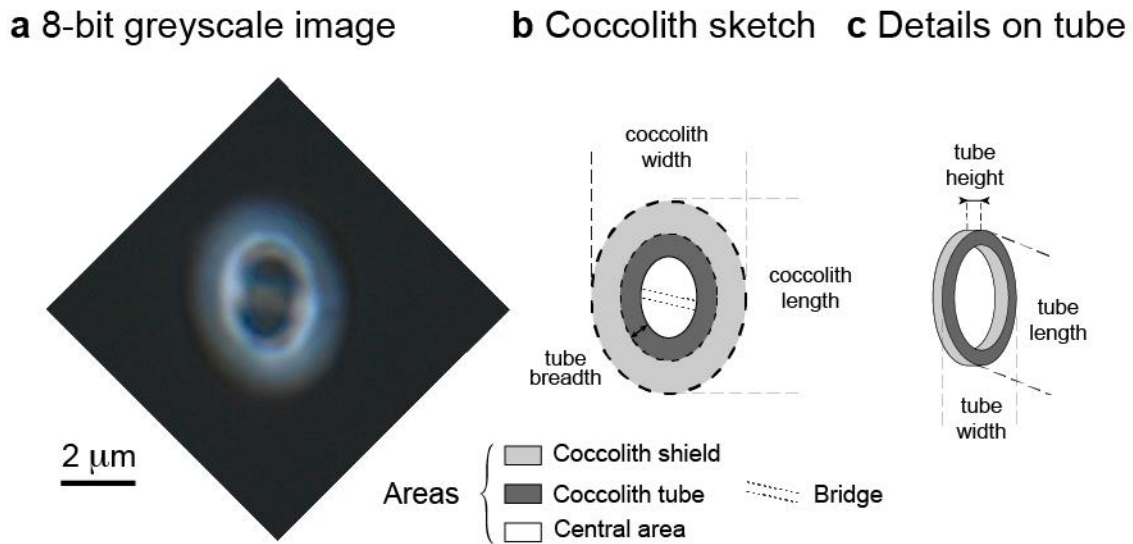 a 8-bit greyscale image
b Coccolith sketch
c Details on tube
coccolith
width
coccolith
length
tube
breadth
tube
height
tube
length
tube
width
2 μm
Areas
Coccolith shield
Coccolith tube
Central area
Bridge